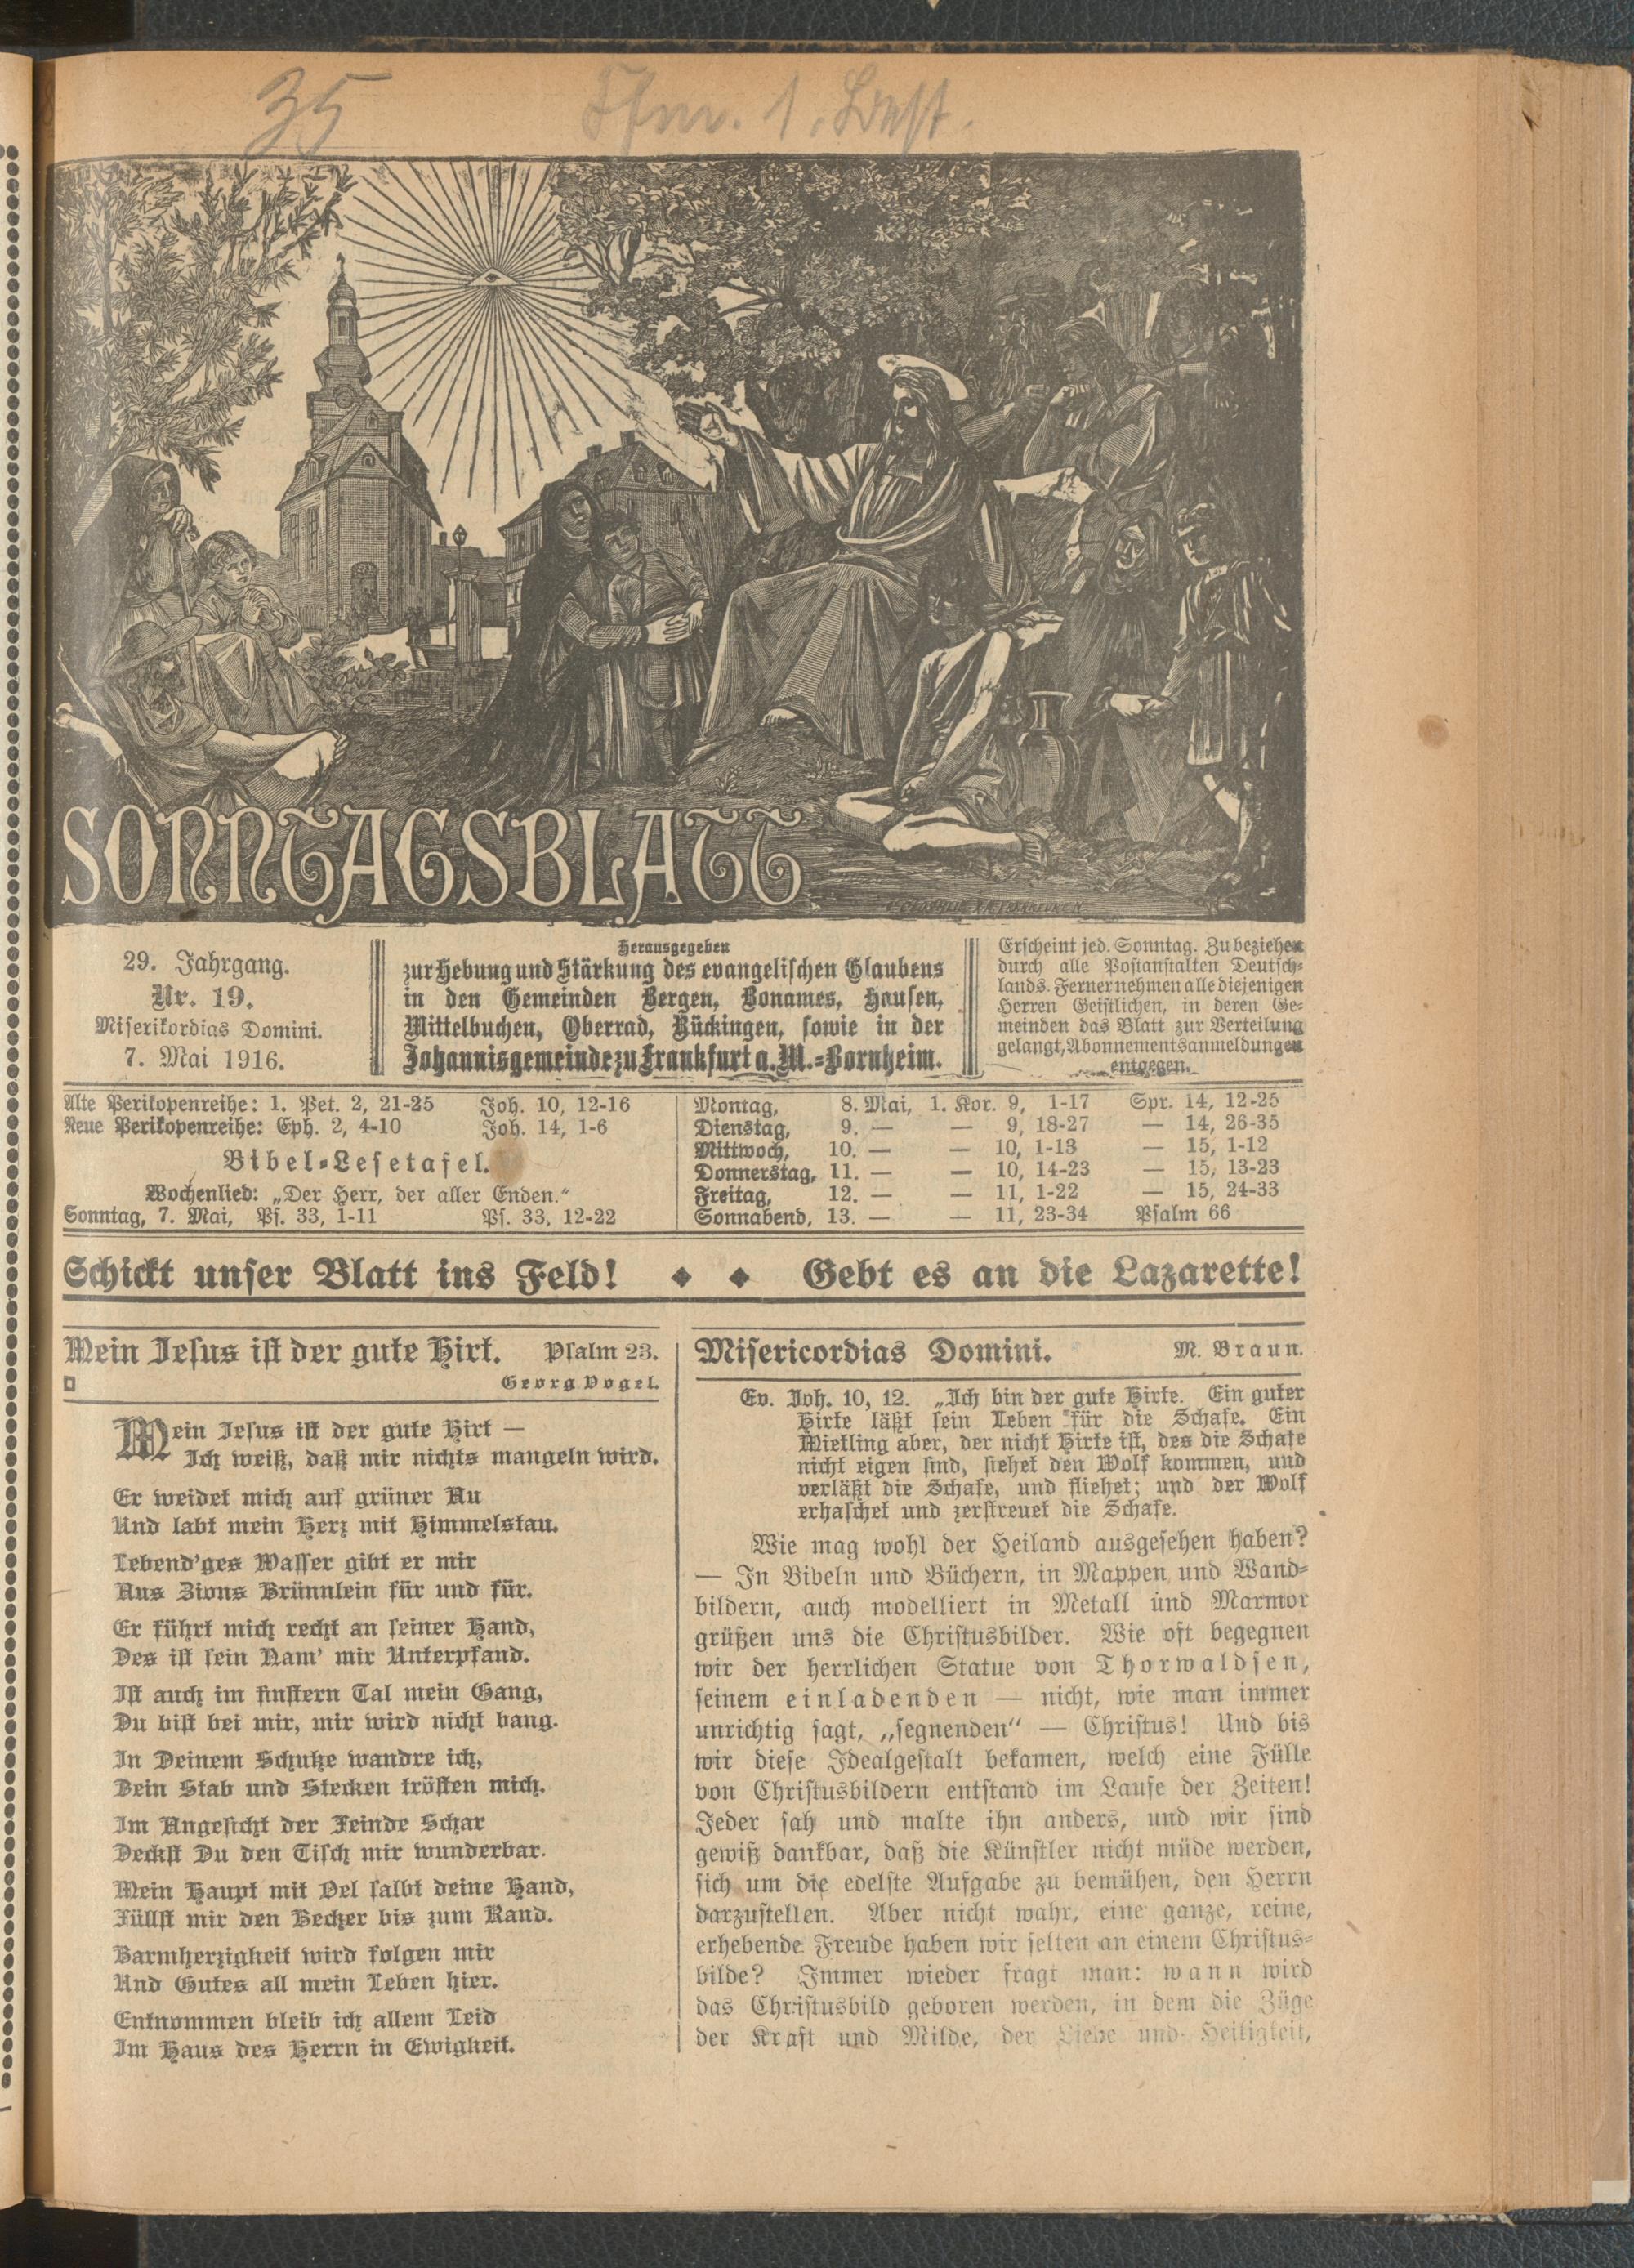 35
SONNTAGSBLATT
29. Jahrgang.
Nr. 19.
Miserikordias Domini.
7. Mai 1916.
Herausgegeben
zur Hebung und Stärkung des evangelischen Glaubens
in den Gemeinden Bergen, Bonames, Hausen,
Mittelbuchen, Oberrad, Rückingen, sowie in der
Johannisgemeinde zu Frankfurt a. M.-Bornheim.
Erscheint jed. Sonntag. Zu beziehen
durch alle Postanstalten Deutsch-
lands. Ferner nehmen alle diejenigen
Herren Geistlichen, in deren Ge-
meinden das Blatt zur Verteilung
gelangt, Abonnementsanmeldungen
entgegen.
Alte Perikopenreihe: 1. Pet. 2, 21-25 Joh. 10, 12-16
Neue Perikopenreihe: Eph. 2, 4-10 Joh. 14, 1-6
Bibel-Lesetafel.
Wochenlied: „Der Herr, der aller Enden.“
Sonntag, 7. Mai, Ps. 33, 1-11 Ps. 33, 12-22
Montag, 8. Mai, 1. Kor. 9, 1-17 Spr. 14, 12-25
Dienstag, 9. — — 9, 18-27 — 14, 26-35
Mittwoch, 10. — — 10, 1-13 — 15, 1-12
Donnerstag, 11. — — 10, 14-23 — 15, 13-23
Freitag, 12. — — 11, 1-22 — 15, 24-33
Sonnabend, 13. — — 11, 23-34 Psalm 66
Schickt unser Blatt ins Feld! ◆ ◆ Gebt es an die Lazarette!
Mein Jesus ist der gute Hirt. Psalm 23.
Georg Vogel.
Mein Jesus ist der gute Hirt —
Ich weiß, daß mir nichts mangeln wird.
Er weidet mich auf grüner Au
Und labt mein Herz mit Himmelstau.
Lebend'ges Wasser gibt er mir
Aus Zions Brünnlein für und für.
Er führt mich recht an seiner Hand,
Des ist sein Nam' mir Unterpfand.
Ist auch im finstern Tal mein Gang,
Du bist bei mir, mir wird nicht bang.
In Deinem Schutze wandre ich,
Dein Stab und Stecken trösten mich.
Im Angesicht der Feinde Schar
Deckst Du den Tisch mir wunderbar.
Mein Haupt mit Oel salbt deine Hand,
Füllst mir den Becher bis zum Rand.
Barmherzigkeit wird folgen mir
Und Gutes all mein Leben hier.
Entnommen bleib ich allem Leid
Im Haus des Herrn in Ewigkeit.
Misericordias Domini. M. Braun.
Ev. Joh. 10, 12. „Ich bin der gute Hirte. Ein guter
Hirte läßt sein Leben für die Schafe. Ein
Mietling aber, der nicht Hirte ist, des die Schafe
nicht eigen sind, siehet den Wolf kommen, und
verläßt die Schafe, und fliehet; und der Wolf
erhaschet und zerstreuet die Schafe.
Wie mag wohl der Heiland ausgesehen haben?
— In Bibeln und Büchern, in Mappen und Wand-
bildern, auch modelliert in Metall und Marmor
grüßen uns die Christusbilder. Wie oft begegnen
wir der herrlichen Statue von Thorwaldsen,
seinem einladenden — nicht, wie man immer
unrichtig sagt, „segnenden“ — Christus! Und bis
wir diese Idealgestalt bekamen, welch eine Fülle
von Christusbildern entstand im Laufe der Zeiten!
Jeder sah und malte ihn anders, und wir sind
gewiß dankbar, daß die Künstler nicht müde werden,
sich um die edelste Aufgabe zu bemühen, den Herrn
darzustellen. Aber nicht wahr, eine ganze, reine,
erhebende Freude haben wir selten an einem Christus-
bilde? Immer wieder fragt man: wann wird
das Christusbild geboren werden, in dem die Züge
der Kraft und Milde, der Liebe und Heiligkeit,